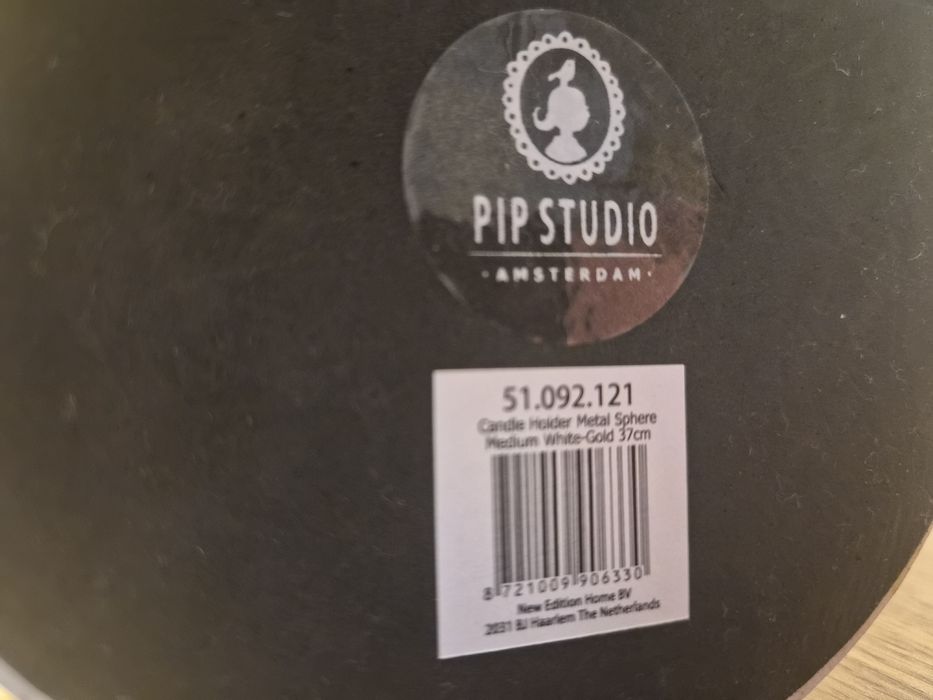 PIP STUDIO
·AMSTERDAM·
51.092.121
Candle Holder Metal Sphere
Medium White-Gold 37cm
8 721009 906330
New Edition Home BV
2031 BJ Haarlem The Netherlands